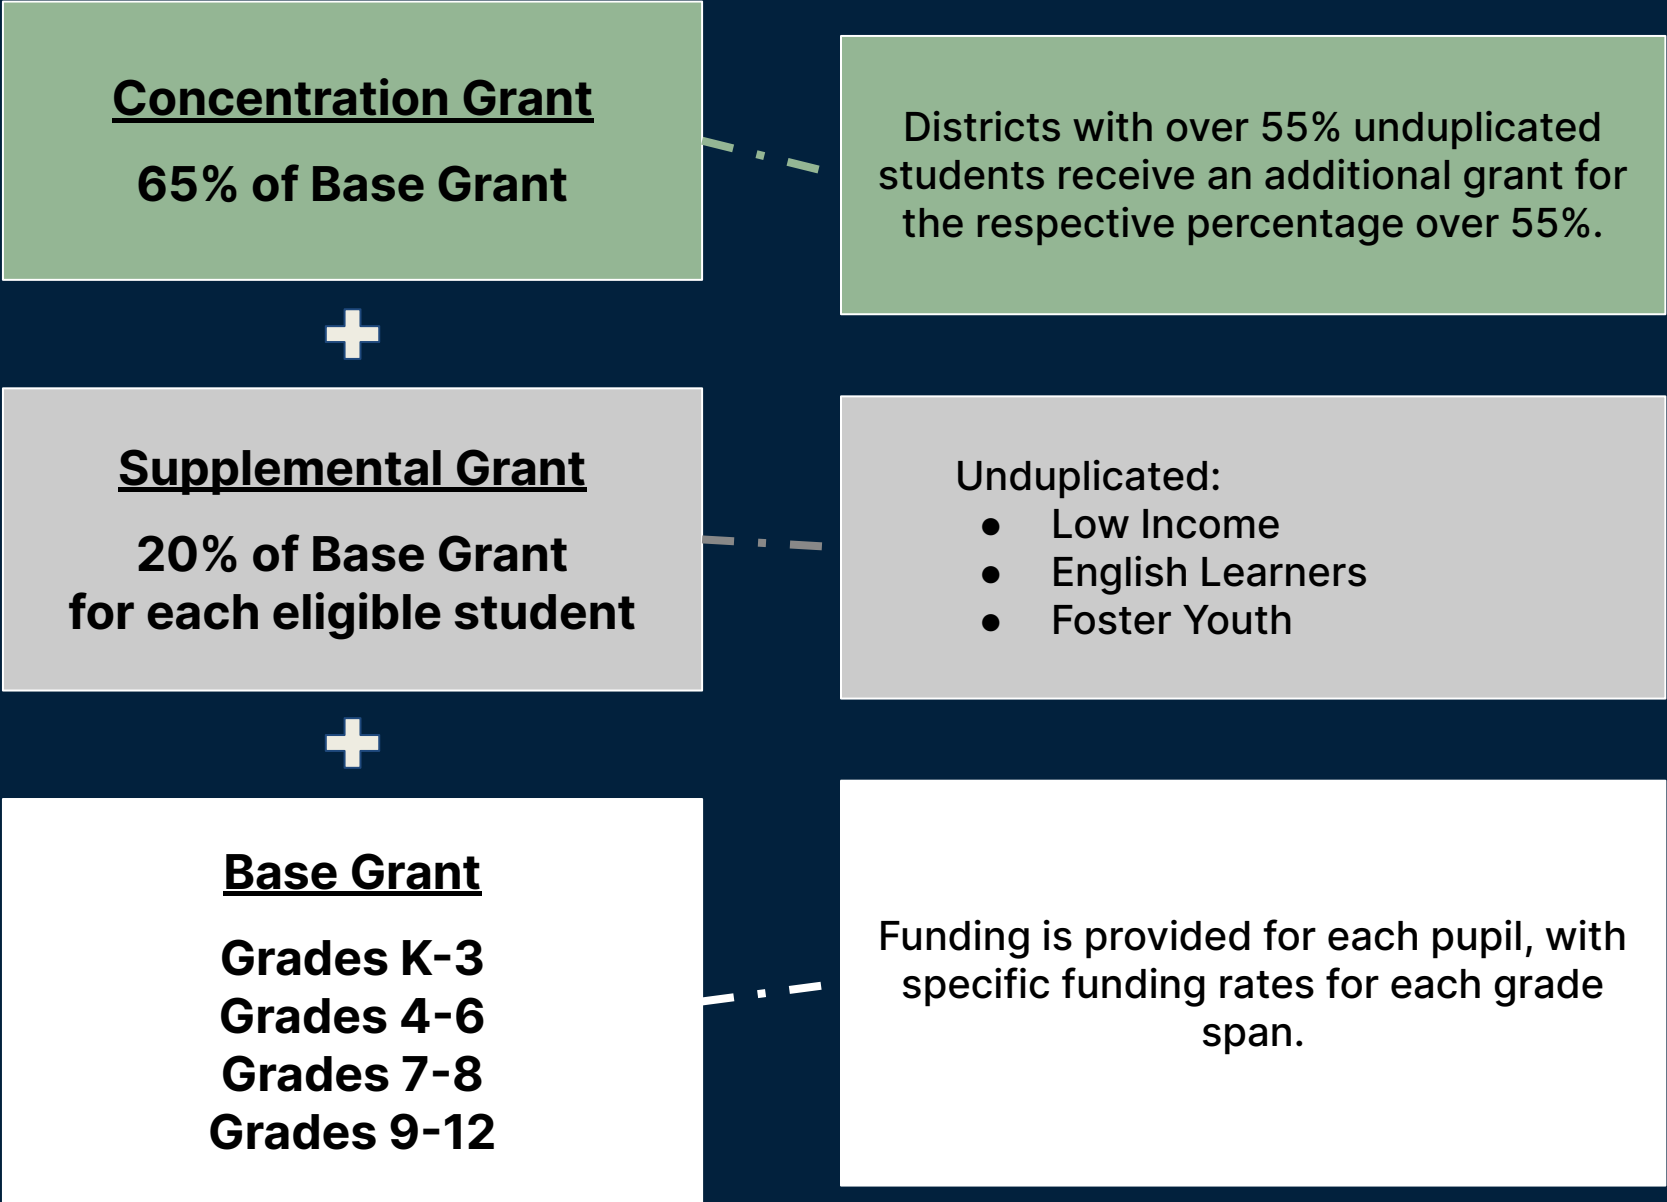 Concentration Grant
65% of Base Grant
Districts with over 55% unduplicated
students receive an additional grant for
the respective percentage over 55%.
Supplemental Grant
20% of Base Grant
for each eligible student
Unduplicated:
● Low Income
● English Learners
● Foster Youth
Base Grant
Grades K-3
Grades 4-6
Grades 7-8
Grades 9-12
Funding is provided for each pupil, with
specific funding rates for each grade
span.